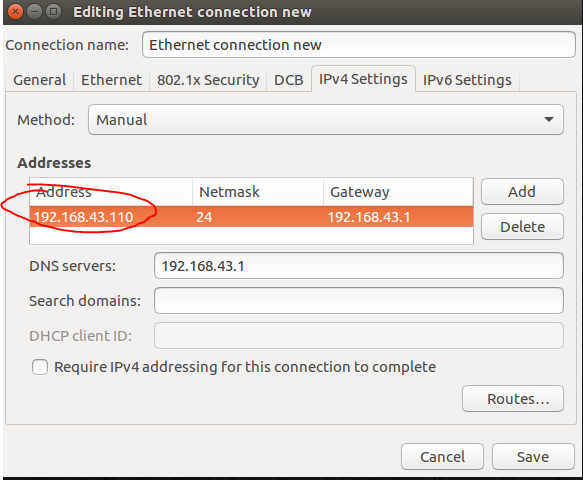 Editing Ethernet connection new
Connection name: Ethernet connection new
General Ethernet 802.1x Security DCB IPv4 Settings IPv6 Settings
Method: Manual
Addresses
Address Netmask Gateway Add
192.168.43.110 24 192.168.43.1
Delete
DNS servers: 192.168.43.1
Search domains:
DHCP client ID:
Require IPv4 addressing for this connection to complete
Routes...
Cancel Save